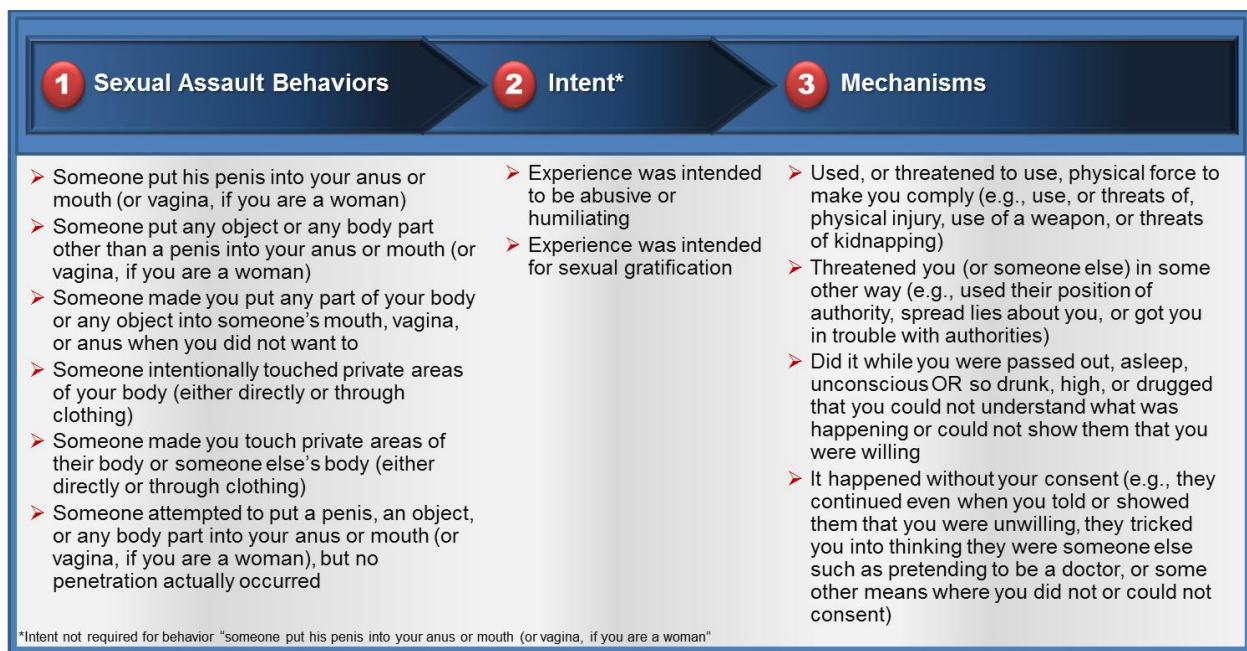 1 Sexual Assault Behaviors
2 Intent*
3 Mechanisms
Someone put his penis into your anus or
mouth (or vagina, if you are a woman)
Someone put any object or any body part
other than a penis into your anus or mouth (or
vagina, if you are a woman)
Someone made you put any part of your body
or any object into someone's mouth, vagina,
or anus when you did not want to
Someone intentionally touched private areas
of your body (either directly or through
clothing)
Someone made you touch private areas of
their body or someone else's body (either
directly or through clothing)
Someone attempted to put a penis, an object,
or any body part into your anus or mouth (or
vagina, if you are a woman), but no
penetration actually occurred
Experience was intended
to be abusive or
humiliating
Experience was intended
for sexual gratification
Used, or threatened to use, physical force to
make you comply (e.g., use, or threats of,
physical injury, use of a weapon, or threats
of kidnapping)
Threatened you (or someone else) in some
other way (e.g., used their position of
authority, spread lies about you, or got you
in trouble with authorities)
Did it while you were passed out, asleep,
unconscious OR so drunk, high, or drugged
that you could not understand what was
happening or could not show them that you
were willing
It happened without your consent (e.g., they
continued even when you told or showed
them that you were unwilling, they tricked
you into thinking they were someone else
such as pretending to be a doctor, or some
other means where you did not or could not
consent)
*Intent not required for behavior "someone put his penis into your anus or mouth (or vagina, if you are a woman"